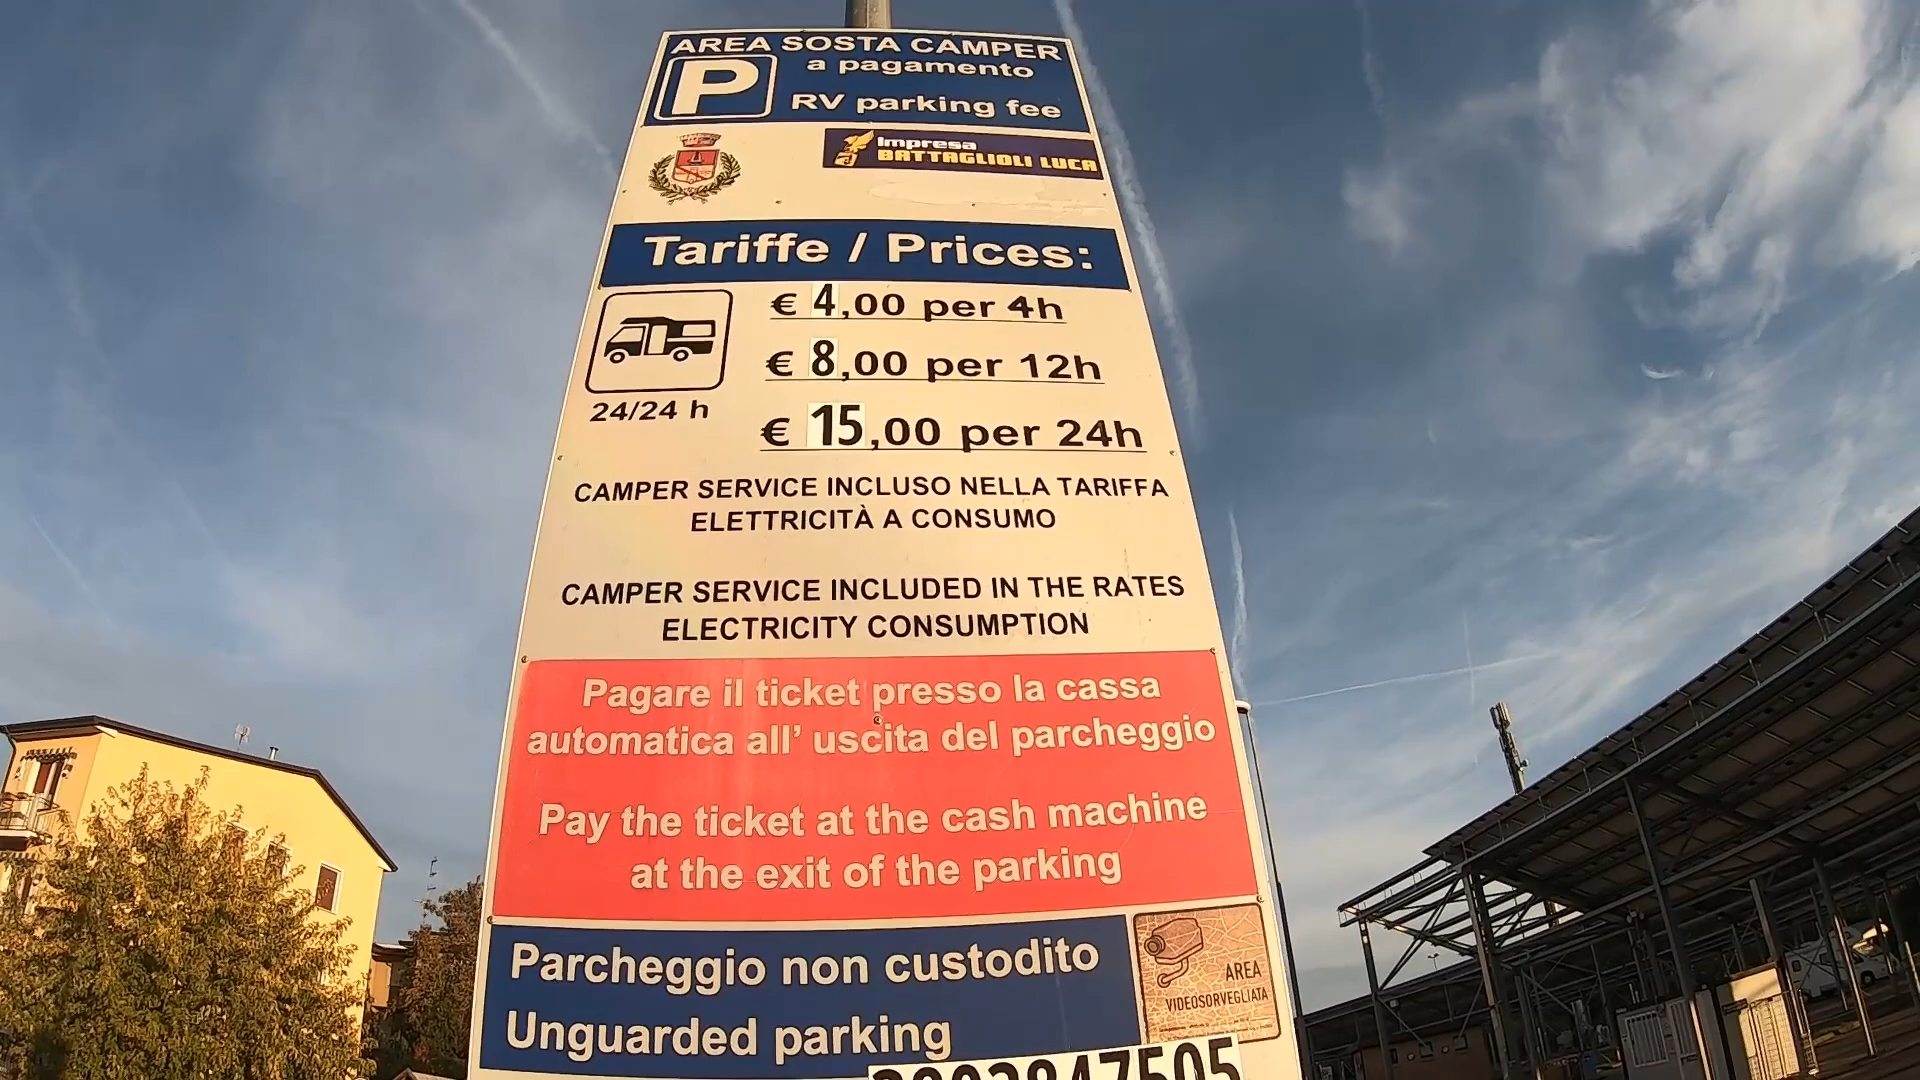 AREA SOSTA CAMPER
P
a pagamento
RV parking fee
Impresa
BATTAGLIOLI LUCA
Tariffe / Prices:
€ 4,00 per 4h
€ 8,00 per 12h
24/24 h
€ 15,00 per 24h
CAMPER SERVICE INCLUSO NELLA TARIFFA
ELETTRICITÀ A CONSUMO
CAMPER SERVICE INCLUDED IN THE RATES
ELECTRICITY CONSUMPTION
Pagare il ticket presso la cassa
automatica all' uscita del parcheggio
Pay the ticket at the cash machine
at the exit of the parking
Parcheggio non custodito
Unguarded parking
AREA
VIDEOSORVEGLIATA